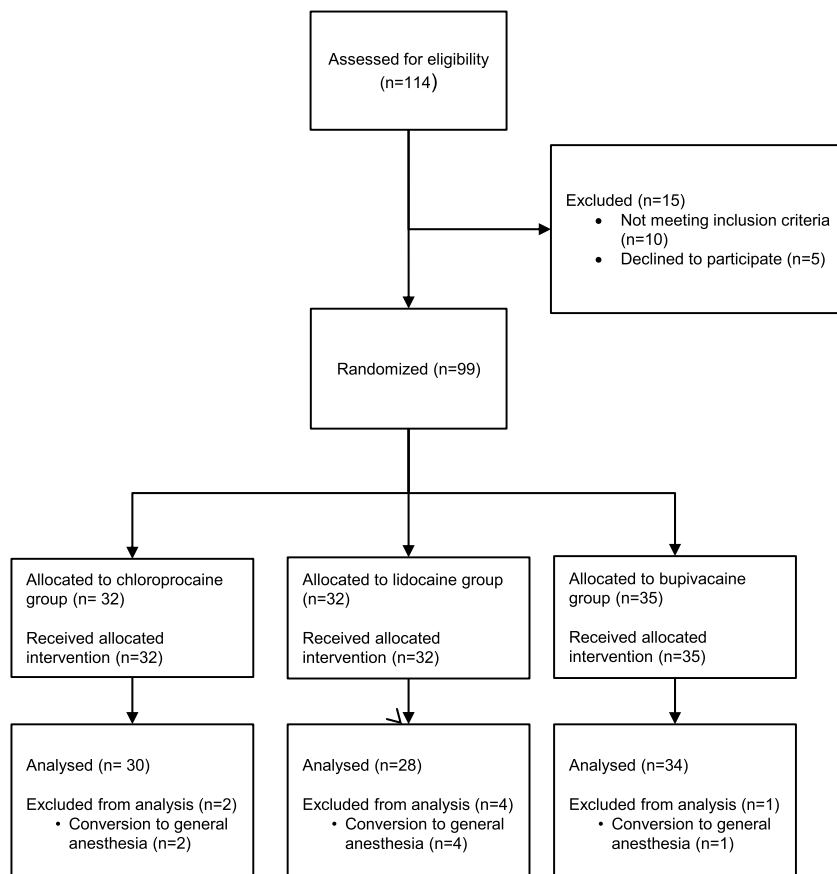 Assessed for eligibility
(n=114)
Excluded (n=15)
• Not meeting inclusion criteria
(n=10)
• Declined to participate (n=5)
Randomized (n=99)
Allocated to chloroprocaine
group (n= 32)
Received allocated
intervention (n=32)
Allocated to lidocaine group
(n=32)
Received allocated
intervention (n=32)
Allocated to bupivacaine
group (n=35)
Received allocated
intervention (n=35)
Analysed (n= 30)
Excluded from analysis (n=2)
• Conversion to general
anesthesia (n=2)
Analysed (n=28)
Excluded from analysis (n=4)
• Conversion to general
anesthesia (n=4)
Analysed (n=34)
Excluded from analysis (n=1)
• Conversion to general
anesthesia (n=1)